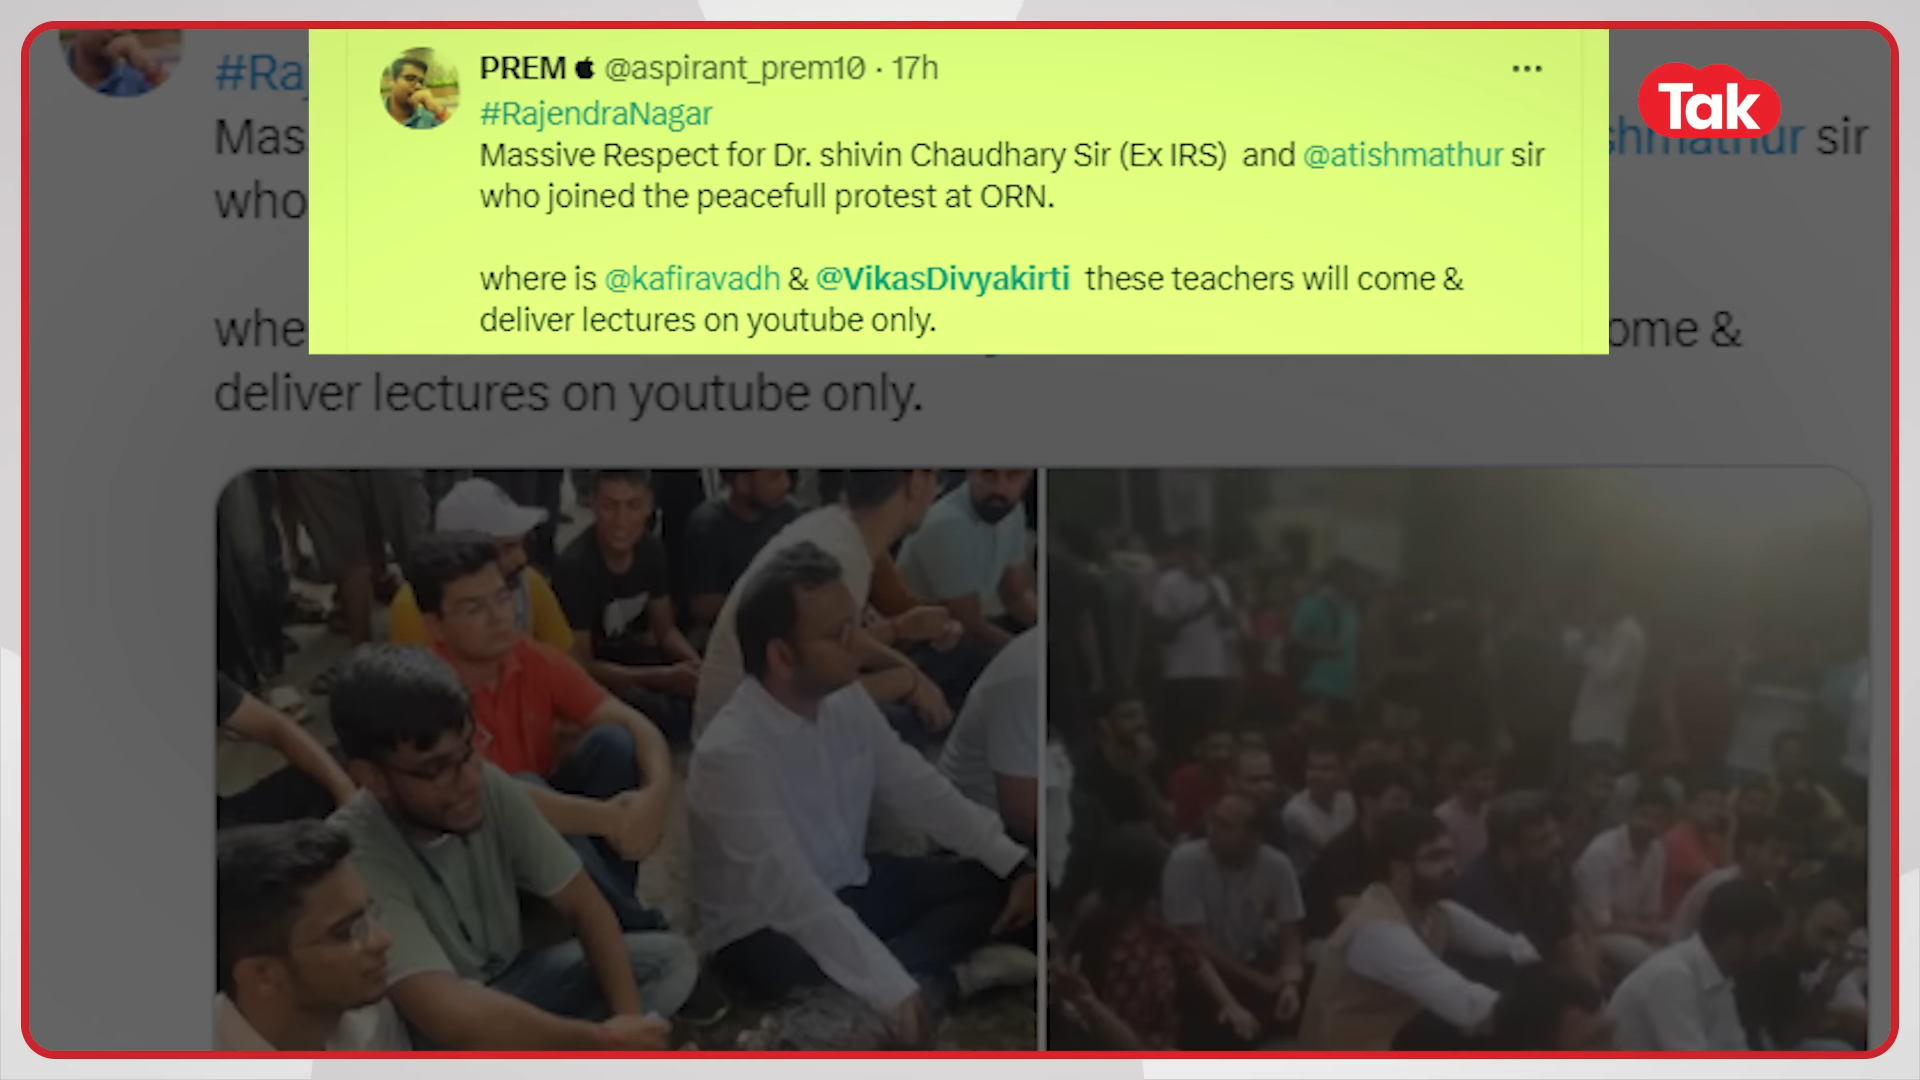 PREM @aspirant_prem10 · 17h ...
#RajendraNagar
Massive Respect for Dr. shivin Chaudhary Sir (Ex IRS) and @atishmathur sir
who joined the peacefull protest at ORN.
where is @kafiravadh & @VikasDivyakirti these teachers will come &
deliver lectures on youtube only.
Tak
#Raj
Mas shmathur sir
who
whe ome &
deliver lectures on youtube only.